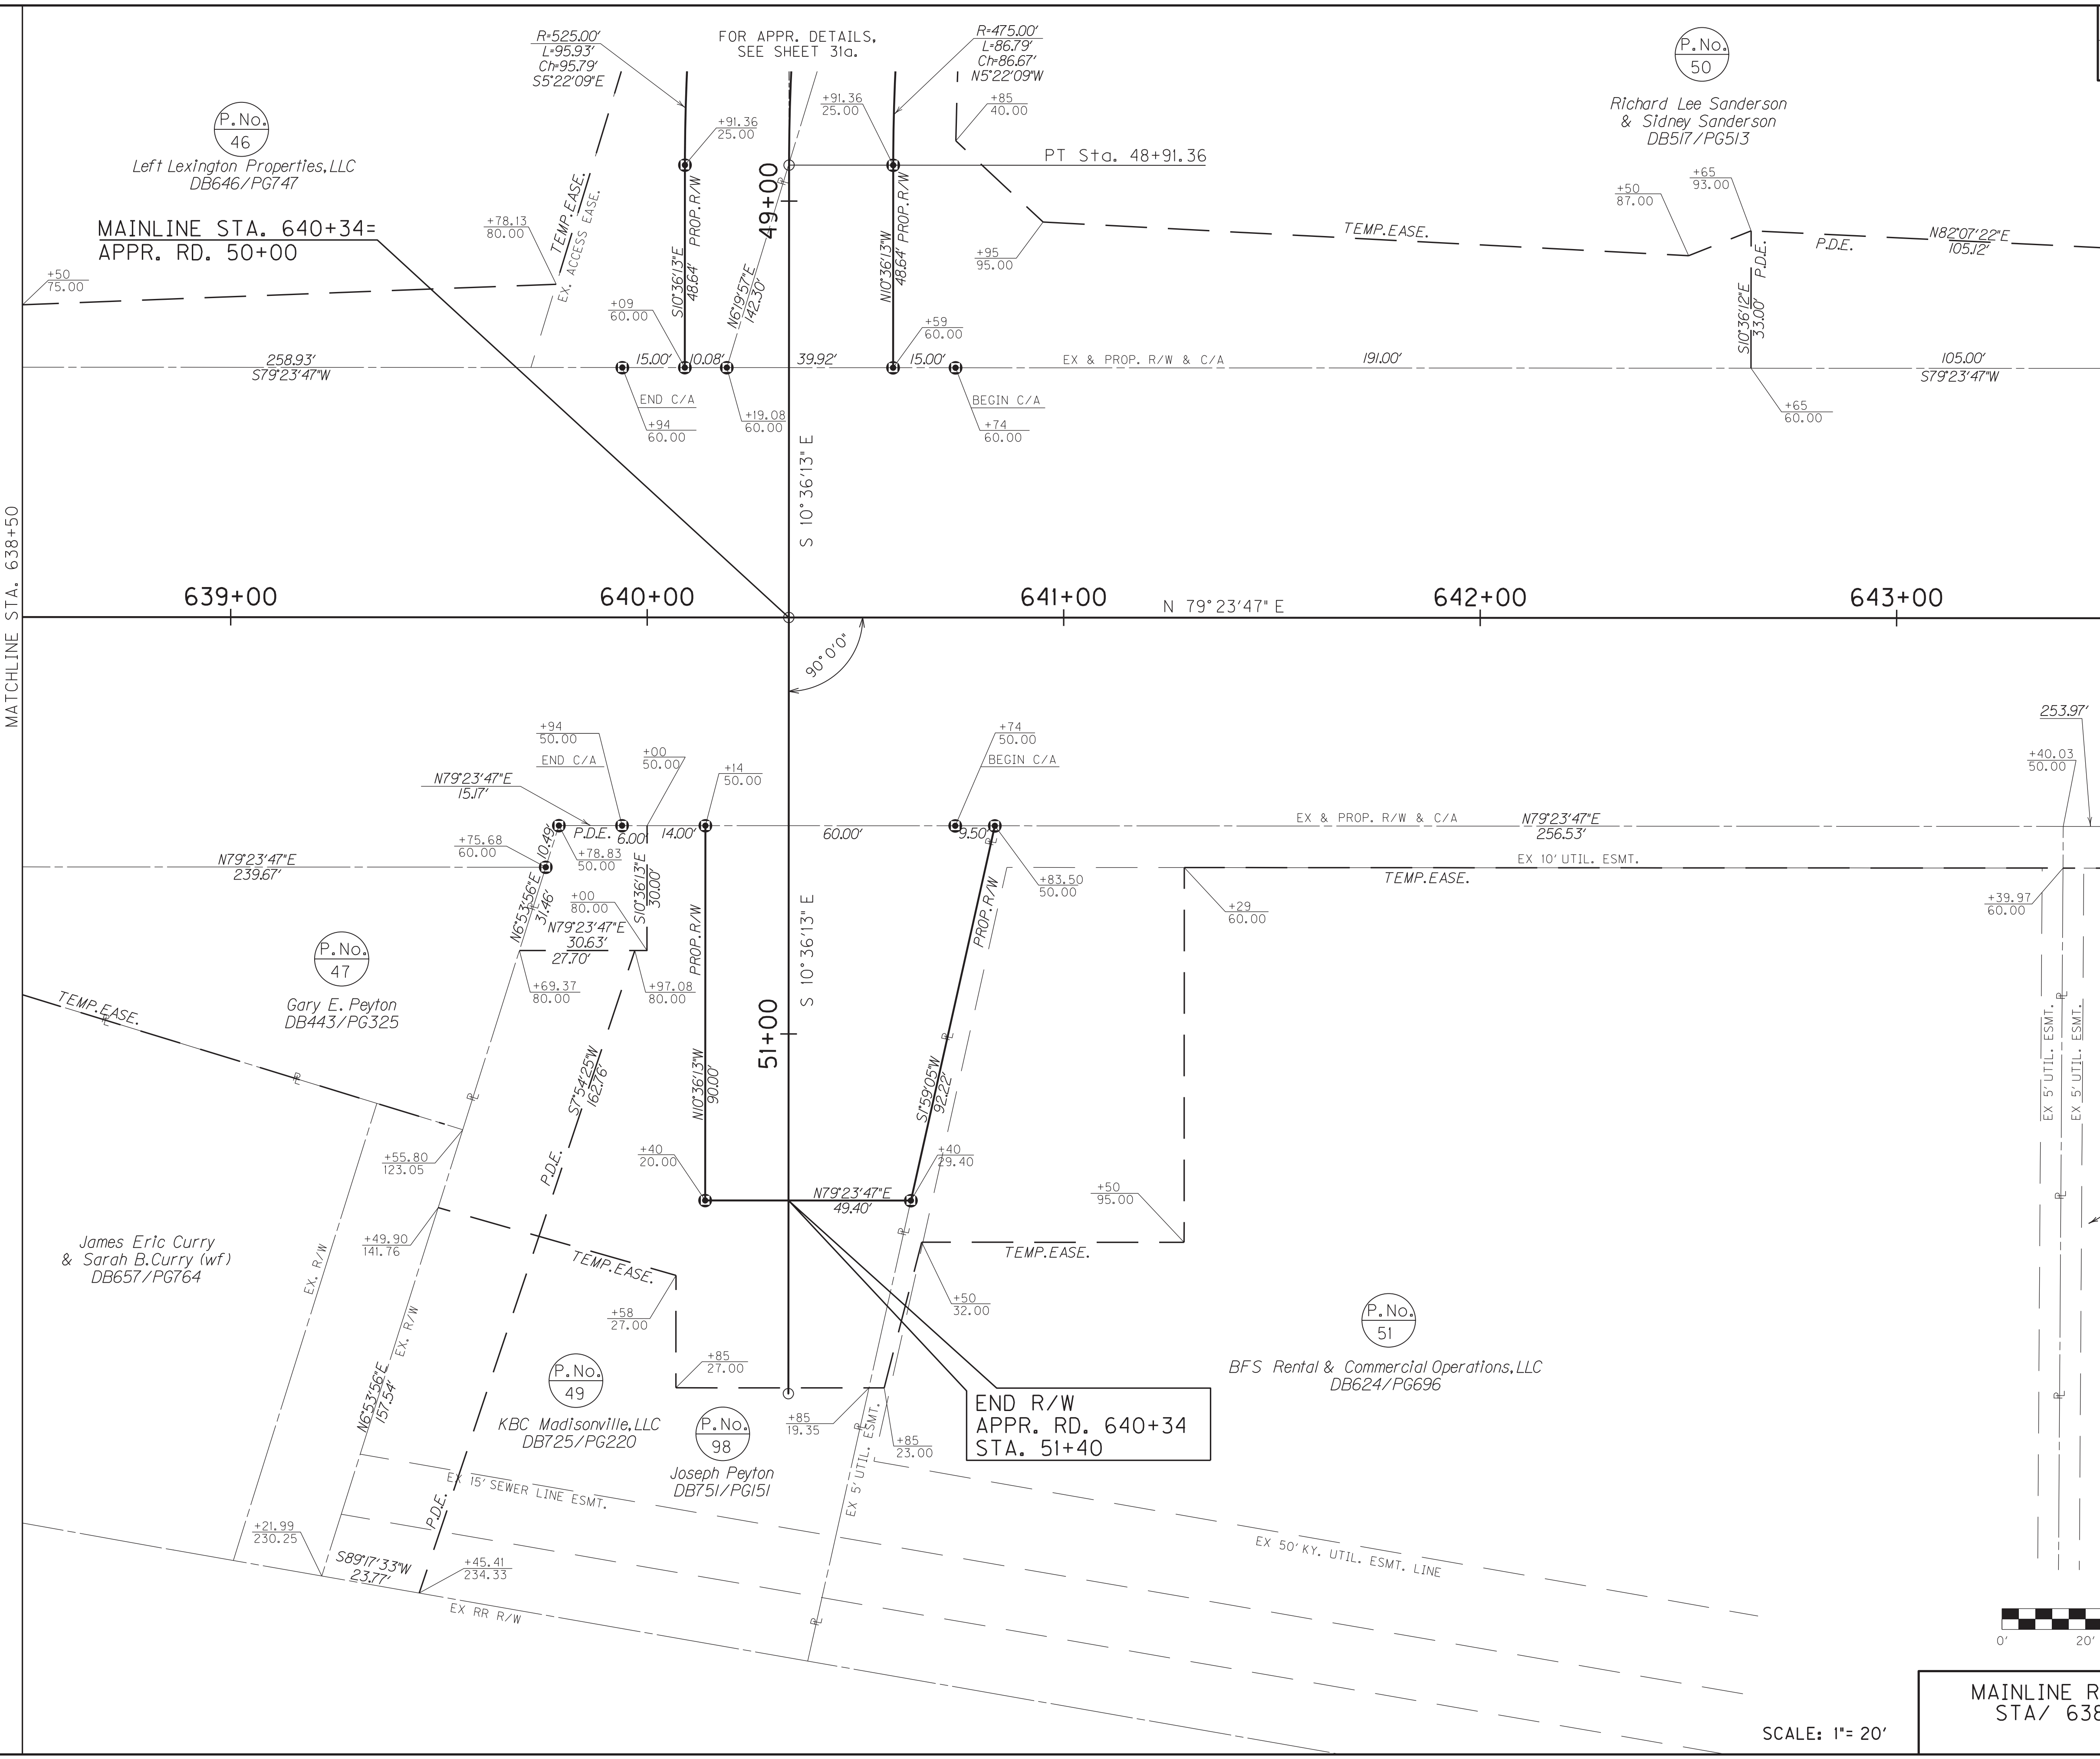 R=525.00'
L=95.93'
Ch=95.79'
S5°22'09"E
FOR APPR. DETAILS,
SEE SHEET 31a.
R=475.00'
L=86.79'
Ch=86.67'
N5°22'09"W
P.No.
50
Richard Lee Sanderson
& Sidney Sanderson
DB517/PG513
P.No.
46
Left Lexington Properties,LLC
DB646/PG747
+91.36
25.00
+91.36
25.00
+85
40.00
PT Sta. 48+91.36
MAINLINE STA. 640+34=
APPR. RD. 50+00
+78.13
80.00
TEMP.EASE.
EX. ACCESS EASE.
S10°36'13"E
48.64'
PROP.R/W
49+00
N6°19'57"E
142.30'
N10°36'13"W
48.64' PROP.R/W
+95
95.00
TEMP.EASE.
+50
87.00
+65
93.00
P.D.E.
P.D.E.
N82°07'22"E
105.12'
S10°36'12"E
33.00'
+50
75.00
+09
60.00
+59
60.00
258.93'
S79°23'47"W
15.00'
10.08'
39.92'
15.00'
EX & PROP. R/W & C/A
191.00'
105.00'
S79°23'47"W
END C/A
+94
60.00
+19.08
60.00
BEGIN C/A
+74
60.00
+65
60.00
S 10°36'13" E
MATCHLINE STA. 638+50
639+00
640+00
641+00
N 79°23'47" E
642+00
643+00
90°0'0"
+94
50.00
END C/A
+00
50.00
+14
50.00
+74
50.00
BEGIN C/A
253.97'
+40.03
50.00
N79°23'47"E
15.17'
P.D.E.
6.00'
14.00'
60.00'
9.50'
EX & PROP. R/W & C/A
N79°23'47"E
256.53'
+75.68
60.00
10.49'
+78.83
50.00
N79°23'47"E
239.67'
EX 10' UTIL. ESMT.
TEMP.EASE.
+83.50
50.00
+29
60.00
+39.97
60.00
N6°53'56"E
31.46'
+00
80.00
S10°36'13"E
30.00'
N79°23'47"E
30.63'
27.70'
+69.37
80.00
+97.08
80.00
PROP.R/W
S 10°36'13" E
PROP.R/W
P.No.
47
Gary E. Peyton
DB443/PG325
TEMP.EASE.
51+00
S7°54'25"W
162.76'
N10°36'13"W
90.00'
S1°59'05"W
92.22'
EX 5' UTIL. ESMT.
EX 5' UTIL. ESMT.
+55.80
123.05
P.D.E.
+40
20.00
+40
29.40
N79°23'47"E
49.40'
+50
95.00
TEMP.EASE.
James Eric Curry
& Sarah B.Curry (wf)
DB657/PG764
EX. R/W
+49.90
141.76
TEMP.EASE.
+58
27.00
+50
32.00
EX. R/W
P.No.
51
BFS Rental & Commercial Operations,LLC
DB624/PG696
N6°53'56"E
157.54'
P.No.
49
KBC Madisonville,LLC
DB725/PG220
+85
27.00
P.No.
98
Joseph Peyton
DB751/PG151
+85
19.35
+85
23.00
END R/W
APPR. RD. 640+34
STA. 51+40
EX 15' SEWER LINE ESMT.
EX 5' UTIL. ESMT.
P.D.E.
EX 50' KY. UTIL. ESMT. LINE
+21.99
230.25
S89°17'33"W
23.77'
+45.41
234.33
EX RR R/W
0'
20'
SCALE: 1"= 20'
MAINLINE R
STA/ 638